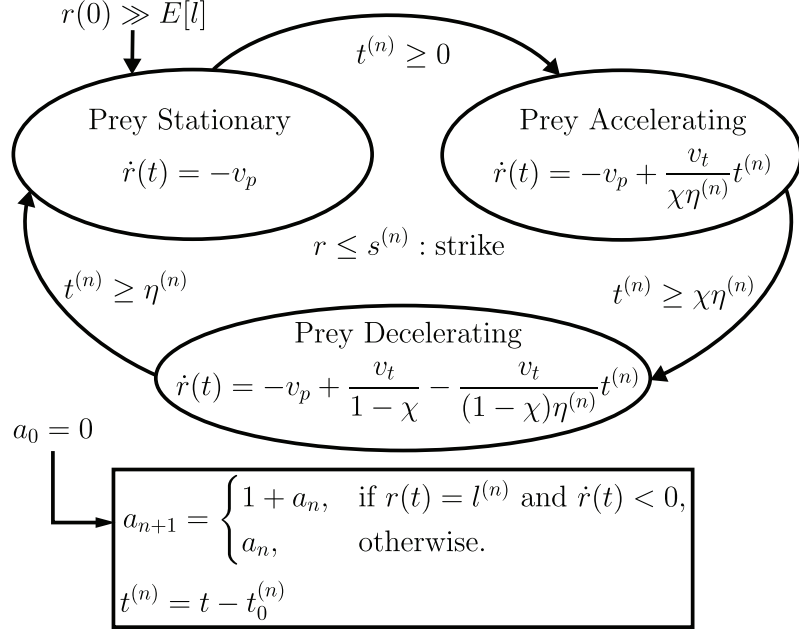 r(0) ≫ E[l]
t⁽ⁿ⁾ ≥ 0
Prey Stationary
ṙ(t) = −v_p
Prey Accelerating
ṙ(t) = −v_p + \frac{v_t}{χη⁽ⁿ⁾} t⁽ⁿ⁾
r ≤ s⁽ⁿ⁾ : strike
t⁽ⁿ⁾ ≥ η⁽ⁿ⁾
t⁽ⁿ⁾ ≥ χη⁽ⁿ⁾
Prey Decelerating
ṙ(t) = −v_p + \frac{v_t}{1 − χ} − \frac{v_t}{(1 − χ)η⁽ⁿ⁾} t⁽ⁿ⁾
a_0 = 0
a_{n+1} = { 1 + a_n, if r(t) = l⁽ⁿ⁾ and ṙ(t) < 0,
a_n, otherwise.
t⁽ⁿ⁾ = t − t_0⁽ⁿ⁾